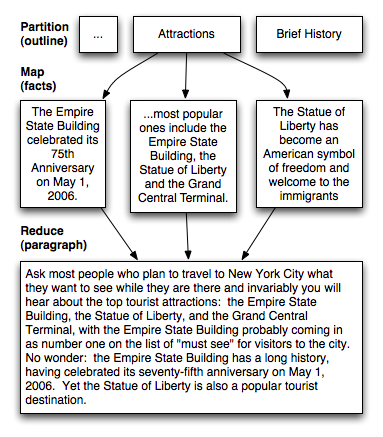 Partition
(outline)
...
Attractions
Brief History
Map
(facts)
The Empire
State Building
celebrated its
75th
Anniversary
on May 1,
2006.
...most popular
ones include the
Empire State
Building, the
Statue of Liberty
and the Grand
Central Terminal.
The Statue of
Liberty has
become an
American symbol
of freedom and
welcome to the
immigrants
Reduce
(paragraph)
Ask most people who plan to travel to New York City what
they want to see while they are there and invariably you will
hear about the top tourist attractions:  the Empire State
Building, the Statue of Liberty, and the Grand Central
Terminal, with the Empire State Building probably coming in
as number one on the list of "must see" for visitors to the city.
No wonder:  the Empire State Building has a long history,
having celebrated its seventy-fifth anniversary on May 1,
2006.  Yet the Statue of Liberty is also a popular tourist
destination.